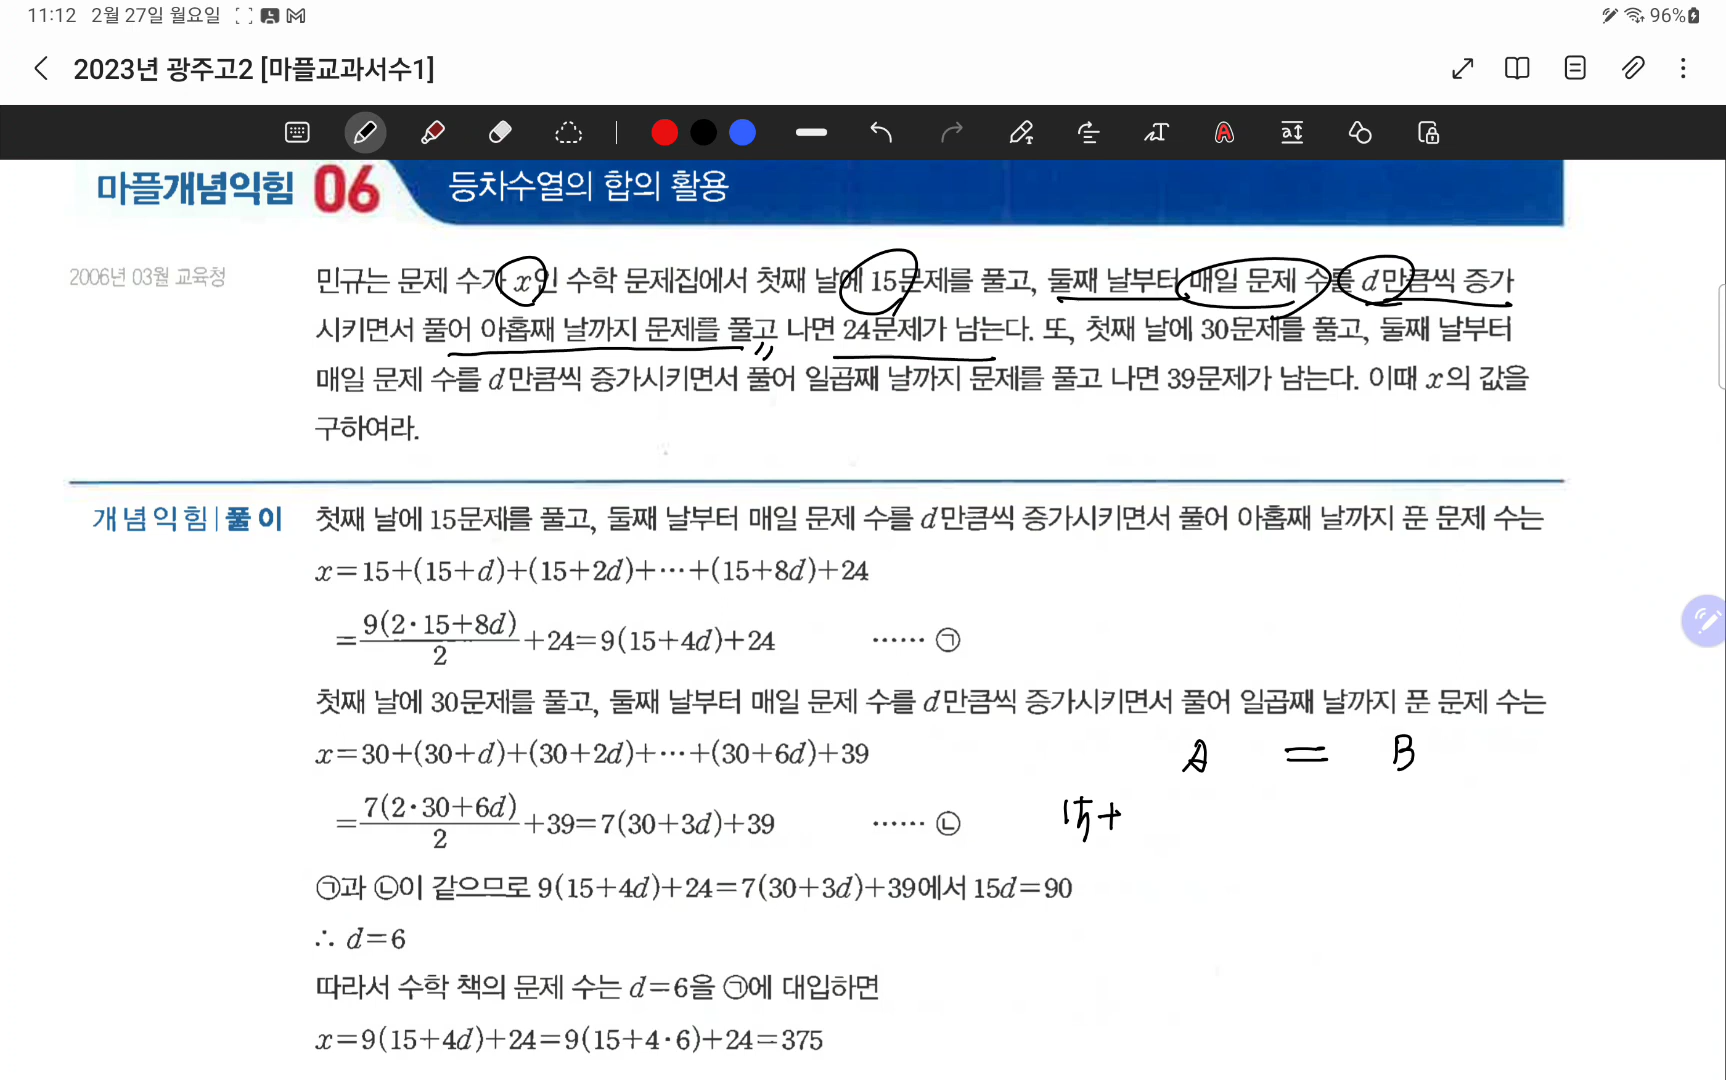 11:12 2월 27일 월요일
96%
2023년 광주고2 [마플교과서수1]
마플개념익힘 06 등차수열의 합의 활용
2006년 03월 교육청
민규는 문제 수가 x인 수학 문제집에서 첫째 날에 15문제를 풀고, 둘째 날부터 매일 문제 수를 d만큼씩 증가
시키면서 풀어 아홉째 날까지 문제를 풀고 나면 24문제가 남는다. 또, 첫째 날에 30문제를 풀고, 둘째 날부터
매일 문제 수를 d만큼씩 증가시키면서 풀어 일곱째 날까지 문제를 풀고 나면 39문제가 남는다. 이때 x의 값을
구하여라.
개념익힘|풀이 첫째 날에 15문제를 풀고, 둘째 날부터 매일 문제 수를 d만큼씩 증가시키면서 풀어 아홉째 날까지 푼 문제 수는
x=15+(15+d)+(15+2d)+⋯+(15+8d)+24
=9(2·15+8d)/2+24=9(15+4d)+24 ⋯⋯ ㉠
첫째 날에 30문제를 풀고, 둘째 날부터 매일 문제 수를 d만큼씩 증가시키면서 풀어 일곱째 날까지 푼 문제 수는
x=30+(30+d)+(30+2d)+⋯+(30+6d)+39
A = B
=7(2·30+6d)/2+39=7(30+3d)+39 ⋯⋯ ㉡
15+
㉠과 ㉡이 같으므로 9(15+4d)+24=7(30+3d)+39에서 15d=90
∴ d=6
따라서 수학 책의 문제 수는 d=6을 ㉠에 대입하면
x=9(15+4d)+24=9(15+4·6)+24=375